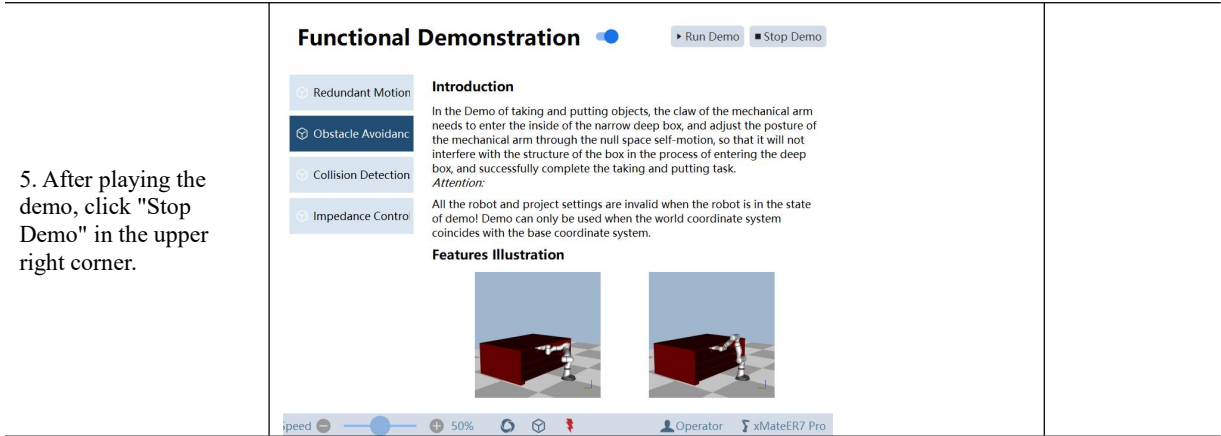 5. After playing the
demo, click "Stop
Demo" in the upper
right corner.
Functional Demonstration
Run Demo
Stop Demo
Redundant Motion
Obstacle Avoidanc
Collision Detection
Impedance Contro
Introduction
In the Demo of taking and putting objects, the claw of the mechanical arm
needs to enter the inside of the narrow deep box, and adjust the posture of
the mechanical arm through the null space self-motion, so that it will not
interfere with the structure of the box in the process of entering the deep
box, and successfully complete the taking and putting task.
Attention:
All the robot and project settings are invalid when the robot is in the state
of demo! Demo can only be used when the world coordinate system
coincides with the base coordinate system.
Features Illustration
peed
50%
Operator
xMateER7 Pro